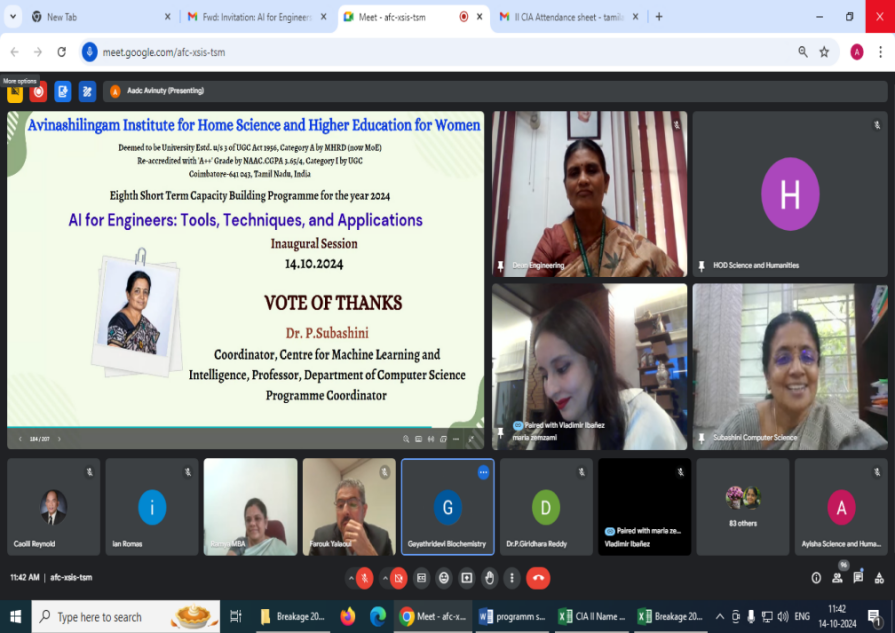 New Tab
Fwd: Invitation: AI for Engineer
Meet - afc-xsis-tsm
II CIA Attendance sheet - tamila
meet.google.com/afc-xsis-tsm
A
More options
A
Aadc Avinuty (Presenting)
Avinashilingam Institute for Home Science and Higher Education for Women
Deemed to be University Estd. u/s 3 of UGC Act 1956, Category A by MHRD (now MoE)
Re-accredited with 'A++' Grade by NAAC.CGPA 3.65/4, Category I by UGC
Coimbatore-641 043, Tamil Nadu, India
Eighth Short Term Capacity Building Programme for the year 2024
AI for Engineers: Tools, Techniques, and Applications
Inaugural Session
14.10.2024
VOTE OF THANKS
Dr. P.Subashini
Coordinator, Centre for Machine Learning and
Intelligence, Professor, Department of Computer Science
Programme Coordinator
184/207
Dean Engineering
H
HOD Science and Humanities
Paired with Vladimir Ibañez
maria zemzami
Subashini Computer Science
Caoili Reynold
i
Ian Romas
MBA
Farouk Yalaoui
G
Gayathridevi Biochemistry
D
Dr.P.Giridhara Reddy
Paired with maria ze...
Vladimir Ibañez
83 others
A
Ayisha Science and Huma...
11:42 AM | afc-xsis-tsm
96
Type here to search
Breakage 20...
Meet - afc-x...
programm s...
CIA II Name ...
Breakage 20...
ENG
11:42
14-10-2024
1